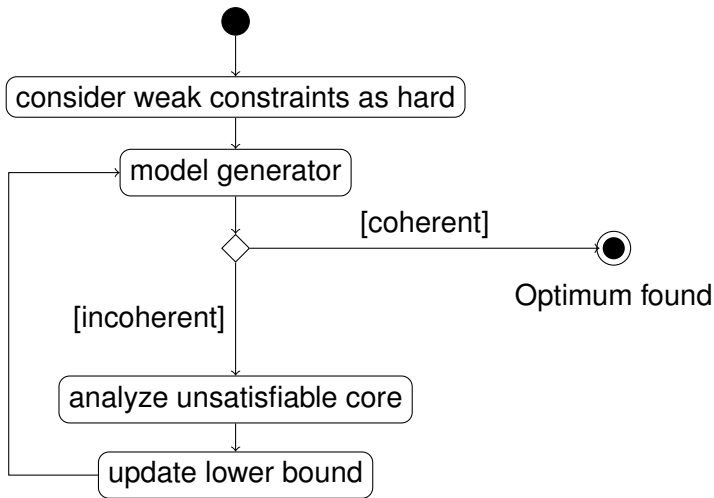 consider weak constraints as hard
model generator
[coherent]
Optimum found
[incoherent]
analyze unsatisfiable core
update lower bound